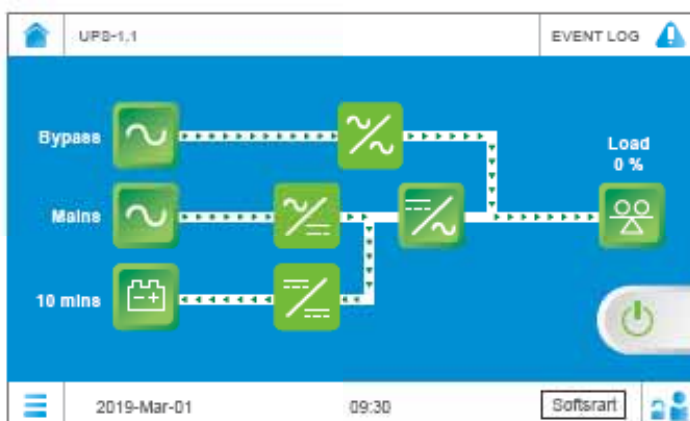 UPS-1.1
EVENT LOG
Bypass
Load
0 %
Mains
10 mins
2019-Mar-01
09:30
Softsrart